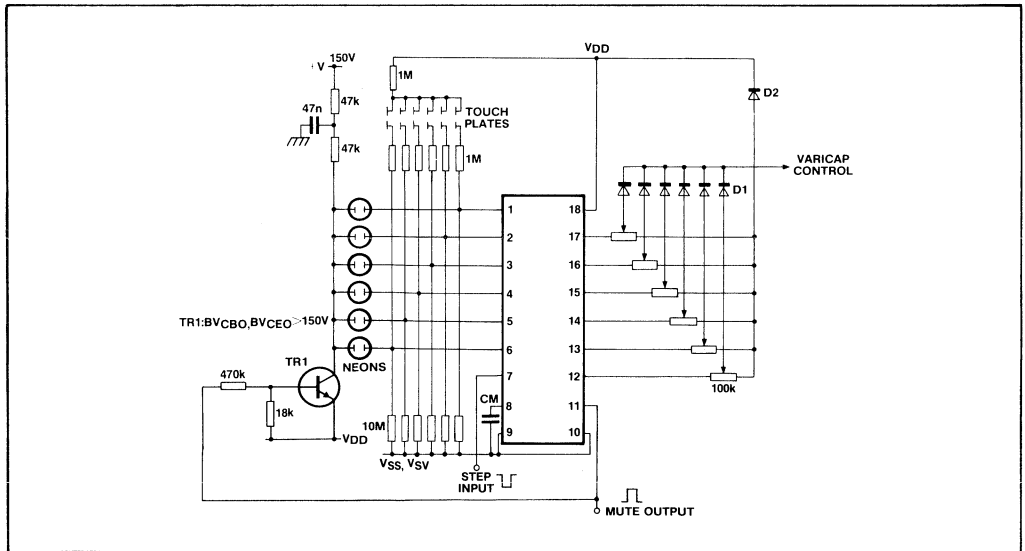 VDD
150V
+V
1M
47k
47n
47k
TOUCH
PLATES
1M
D2
VARICAP
CONTROL
D1
1
2
3
4
5
6
7
8
9
18
17
16
15
14
13
12
11
10
TR1:BVCBO,BVCEO>150V
NEONS
TR1
470k
18k
VDD
10M
CM
100k
VSS, VSV
STEP
INPUT
MUTE OUTPUT